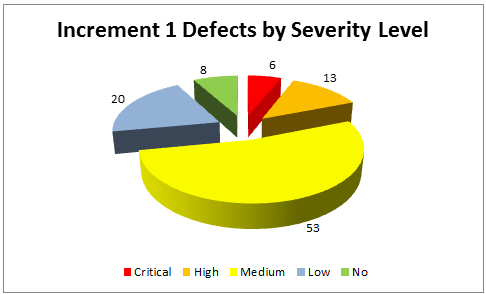 Increment 1 Defects by Severity Level
8
6
13
20
53
Critical High Medium Low No